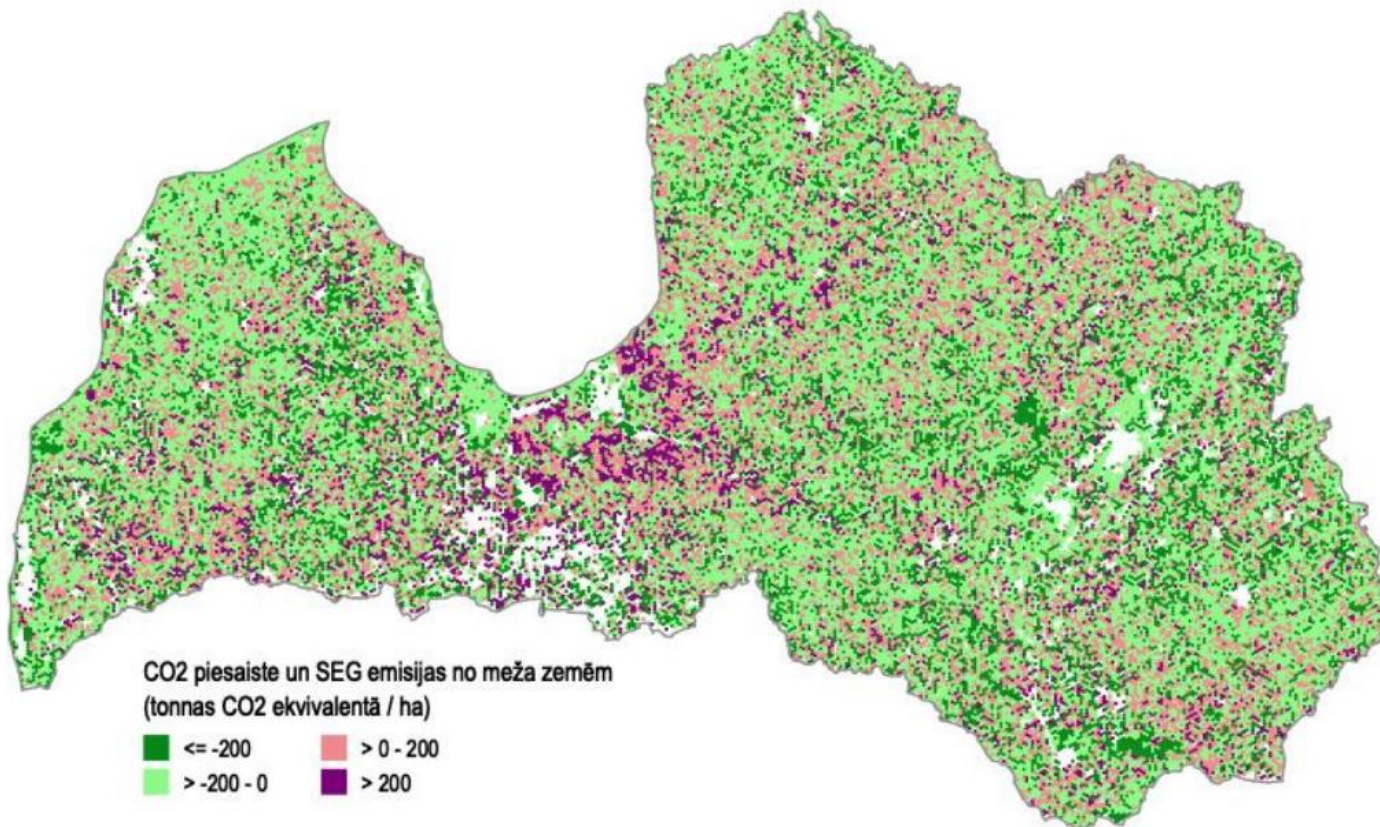 CO2 piesaiste un SEG emisijas no meža zemēm
(tonnas CO2 ekvivalentā / ha)
<= -200 > 0 - 200
> -200 - 0 > 200